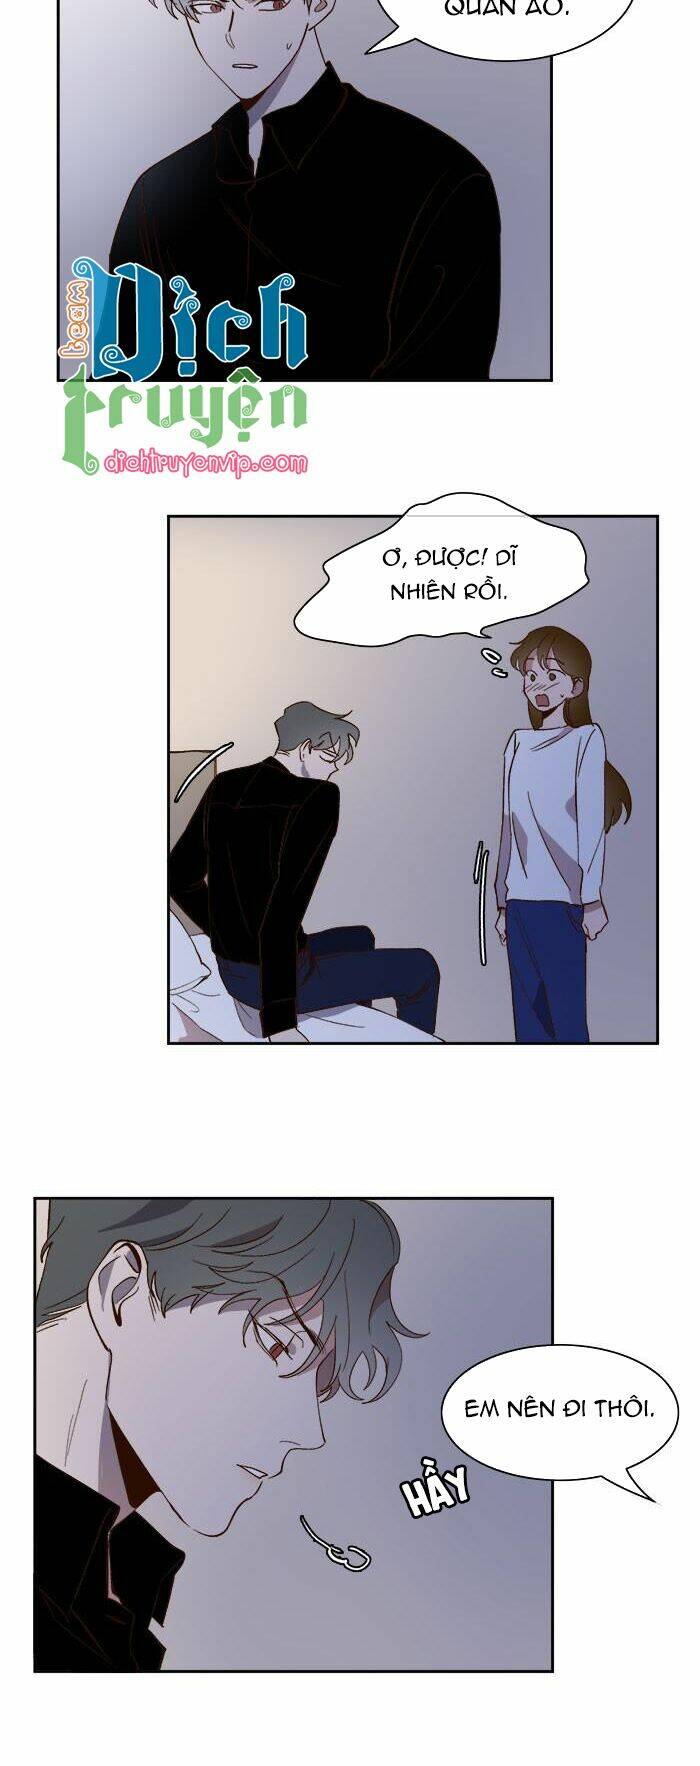 QUẦN ÁO.
team
Dịch
truyện
dichtruyenvip.com
Ơ, ĐƯỢC! DĨ
NHIÊN RỒI.
EM NÊN ĐI THÔI.
HẦY